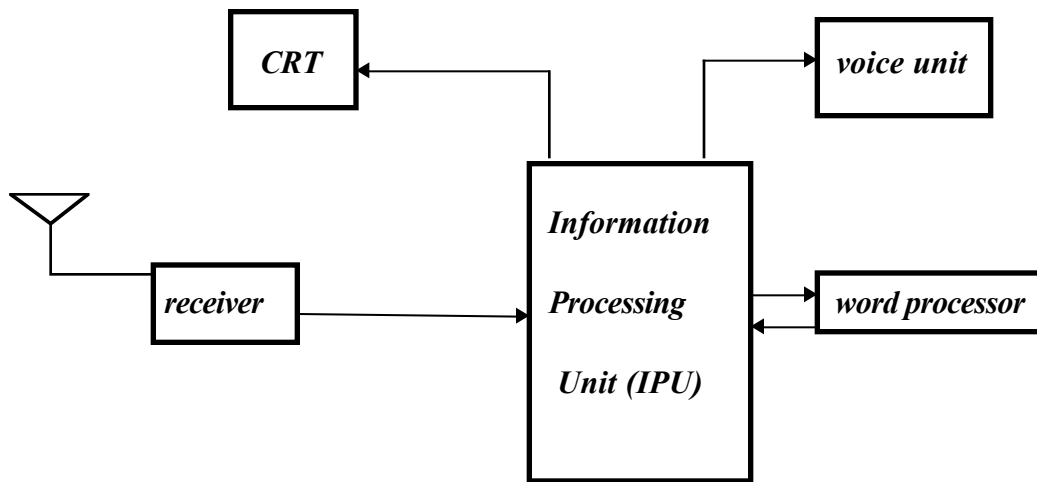 CRT
voice unit
Information
Processing
Unit (IPU)
receiver
word processor